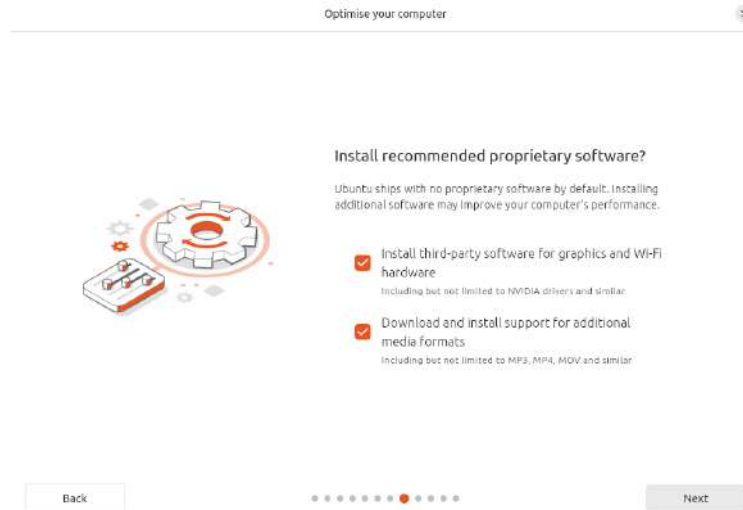 Optimise your computer
Install recommended proprietary software?
Ubuntu ships with no proprietary software by default. Installing
additional software may improve your computer's performance.
Install third-party software for graphics and Wi-Fi
hardware
Including but not limited to NVIDIA drivers and similar
Download and install support for additional
media formats
Including but not limited to MP3, MP4, MOV and similar
Back
Next